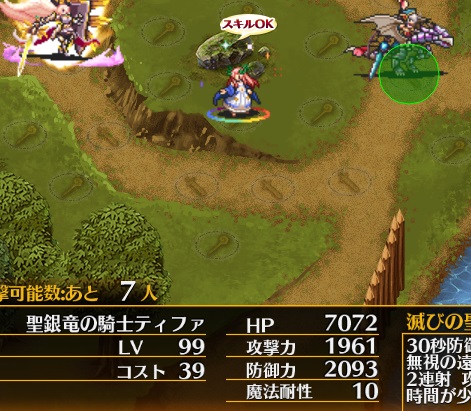 スキルOK
撃可能数:あと 7人
聖銀竜の騎士ティファ
LV 99
コスト 39
HP 7072
攻撃力 1961
防御力 2093
魔法耐性 10
滅びの聖
30秒防御
無視の遠
2連射 攻
時間が少